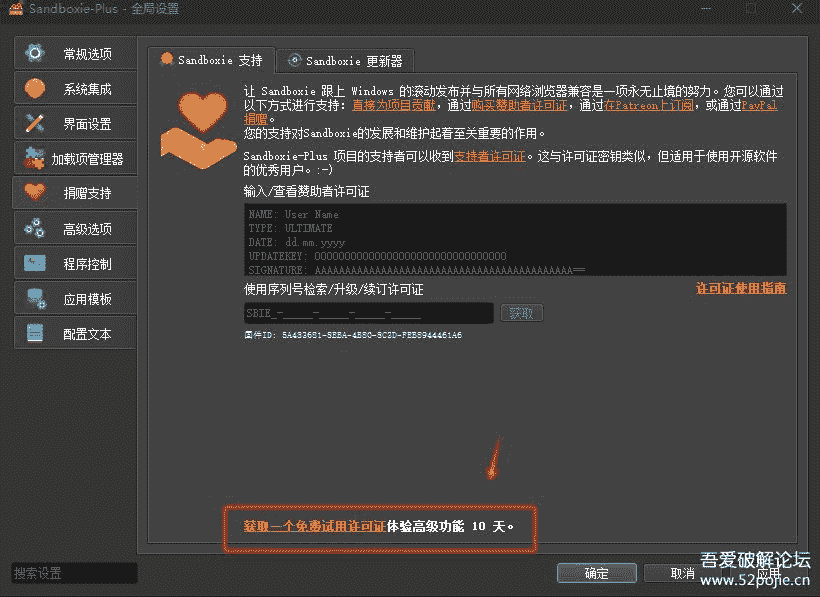 Sandboxie-Plus - 全局设置
常规选项
系统集成
界面设置
加载项管理器
捐赠支持
高级选项
程序控制
应用模板
配置文本
搜索设置
Sandboxie 支持
Sandboxie 更新器
让 Sandboxie 跟上 Windows 的滚动发布并与所有网络浏览器兼容是一项永无止境的努力。您可以通过
以下方式进行支持：直接为项目贡献，通过购买赞助者许可证，通过在Patreon上订阅，或通过PayPal
捐赠。
您的支持对Sandboxie的发展和维护起着至关重要的作用。
Sandboxie-Plus 项目的支持者可以收到支持者许可证。这与许可证密钥类似，但适用于使用开源软件
的优秀用户。:-)
输入/查看赞助者许可证
NAME: User Name
TYPE: ULTIMATE
DATE: dd.mm.yyyy
UPDATEKEY: 00000000000000000000000000000000
使用序列号检索/升级/续订许可证
许可证使用指南
SBIE_-_____-_____-_____-_____
获取
获取一个免费试用许可证体验高级功能 10 天。
确定
取消
应用
吾爱破解论坛
www.52pojie.cn